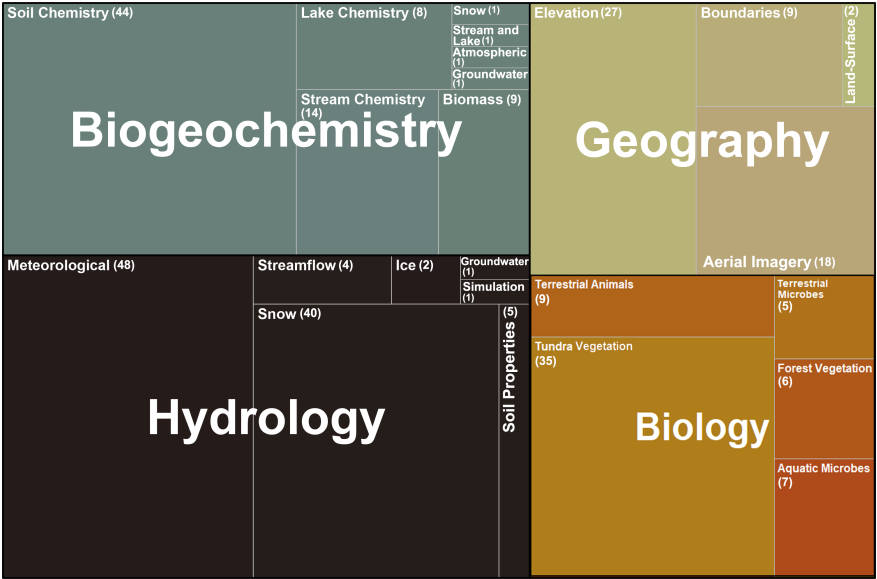 Soil Chemistry (44)
Lake Chemistry (8)
Snow (1)
Stream and
Lake (1)
Atmospheric
(1)
Groundwater
(1)
Stream Chemistry
(14)
Biomass (9)
Biogeochemistry
Elevation (27)
Boundaries (9)
Land-Surface (2)
Geography
Aerial Imagery (18)
Meteorological (48)
Streamflow (4)
Ice (2)
Groundwater
(1)
Simulation
(1)
Snow (40)
Soil Properties (5)
Hydrology
Terrestrial Animals
(9)
Terrestrial
Microbes
(5)
Tundra Vegetation
(35)
Forest Vegetation
(6)
Biology
Aquatic Microbes
(7)